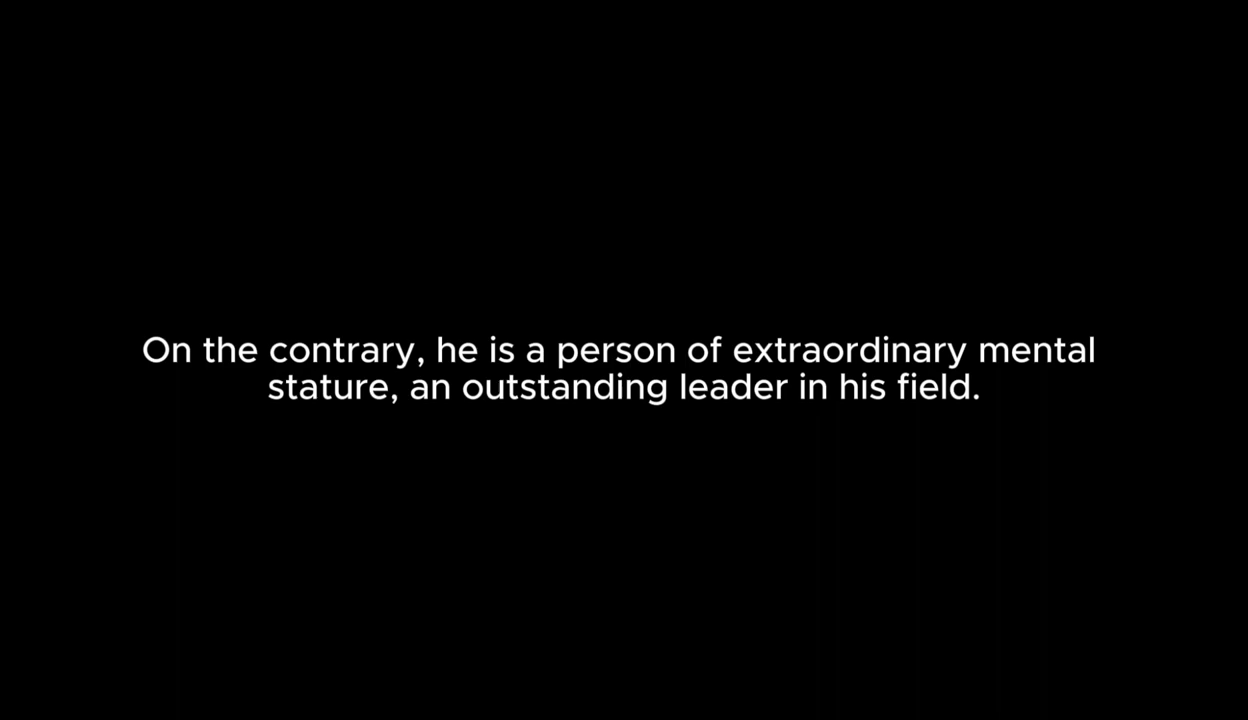 On the contrary, he is a person of extraordinary mental
stature, an outstanding leader in his field.